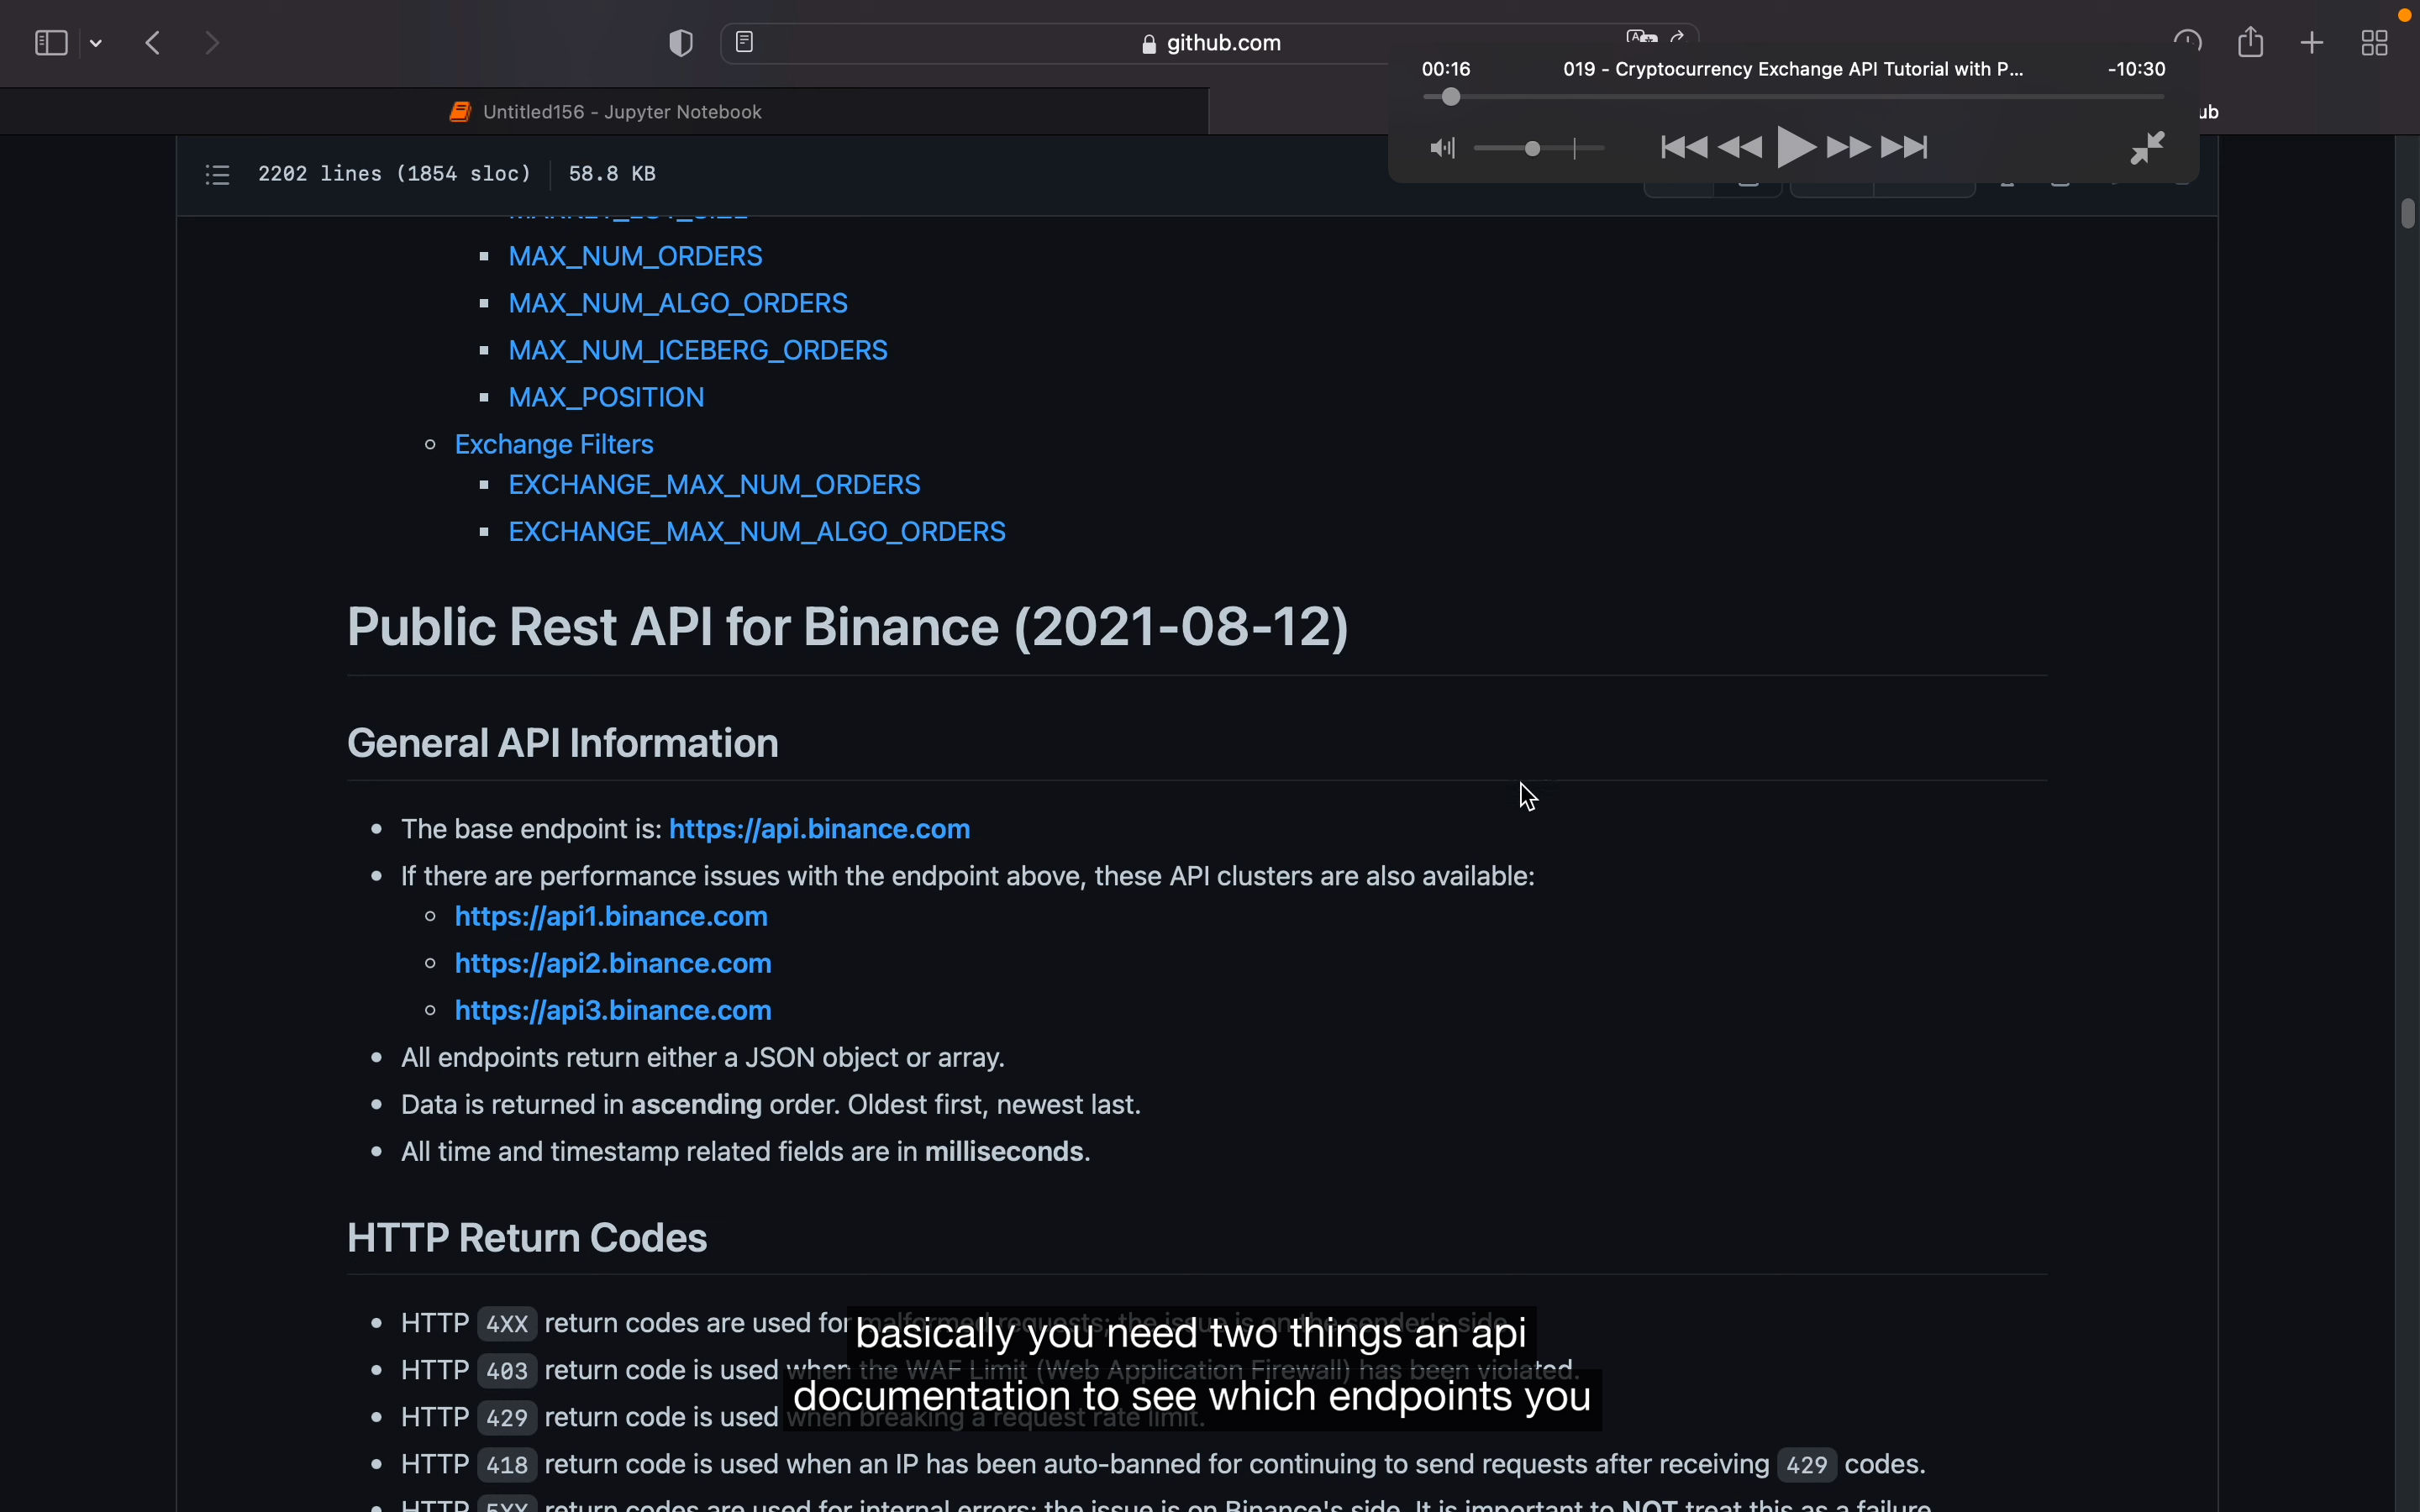 github.com
00:16 019 - Cryptocurrency Exchange API Tutorial with P... -10:30
Untitled156 - Jupyter Notebook
ub
2202 lines (1854 sloc) 58.8 KB
MAX_NUM_ORDERS
MAX_NUM_ALGO_ORDERS
MAX_NUM_ICEBERG_ORDERS
MAX_POSITION
Exchange Filters
EXCHANGE_MAX_NUM_ORDERS
EXCHANGE_MAX_NUM_ALGO_ORDERS
Public Rest API for Binance (2021-08-12)
General API Information
The base endpoint is: https://api.binance.com
If there are performance issues with the endpoint above, these API clusters are also available:
https://api1.binance.com
https://api2.binance.com
https://api3.binance.com
All endpoints return either a JSON object or array.
Data is returned in ascending order. Oldest first, newest last.
All time and timestamp related fields are in milliseconds.
HTTP Return Codes
HTTP 4XX return codes are used for malformed requests; the issue is on the sender's side.
basically you need two things an api
HTTP 403 return code is used when the WAF Limit (Web Application Firewall) has been violated.
documentation to see which endpoints you
HTTP 429 return code is used when breaking a request rate limit.
HTTP 418 return code is used when an IP has been auto-banned for continuing to send requests after receiving 429 codes.
HTTP 5XX return codes are used for internal errors; the issue is on Binance's side. It is important to NOT treat this as a failure